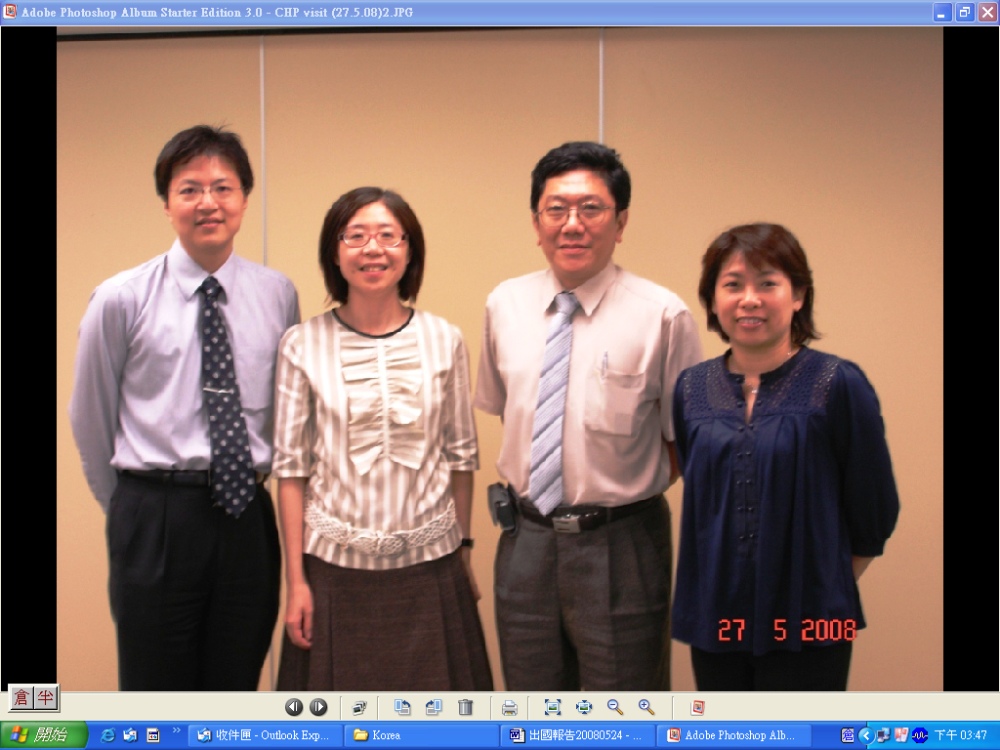 Adobe Photoshop Album Starter Edition 3.0 - CHP visit (27.5.08)2.JPG
27 5 2008
倉 半
開始
收件匣 - Outlook Exp...
Korea
出國報告20080524 - ...
Adobe Photoshop Alb...
倉
下午 03:47